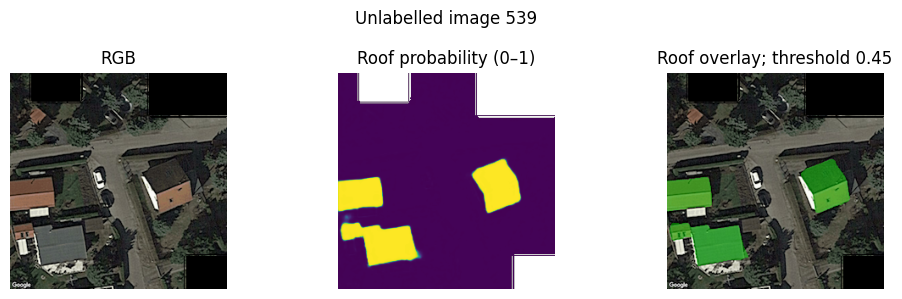 Unlabelled image 539
RGB
Roof probability (0–1)
Roof overlay; threshold 0.45
Google
Google